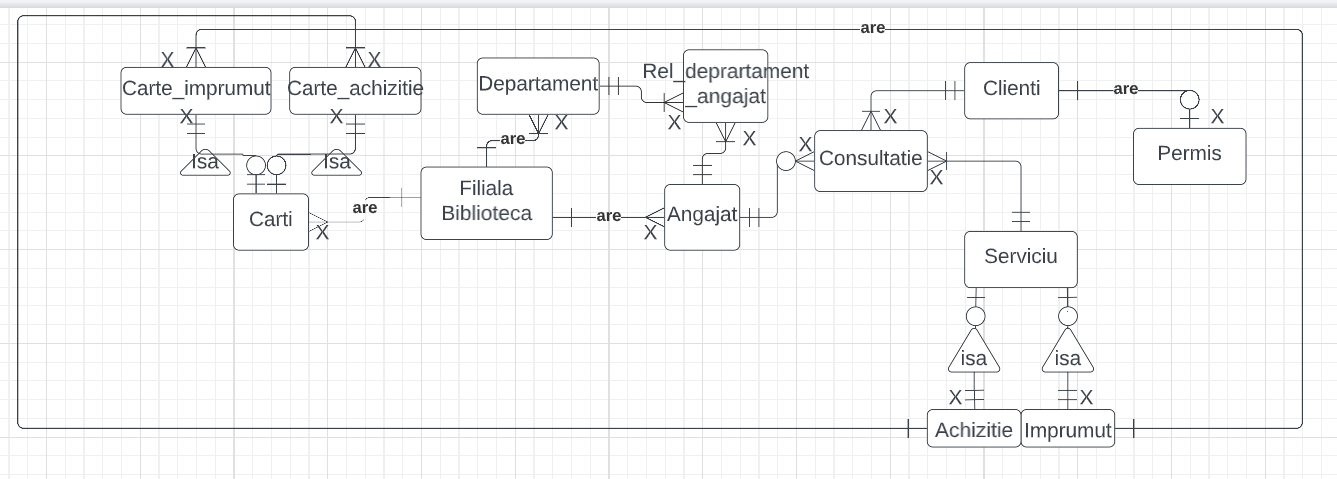 are
X
X
Carte_imprumut
Carte_achizitie
X
X
Isa
Isa
Carti
X
are
Departament
X
are
Filiala
Biblioteca
are
X
Rel_deprartament
_angajat
X
X
Angajat
X
Consultatie
X
X
Clienti
are
X
Permis
Serviciu
isa
isa
X
X
Achizitie
Imprumut